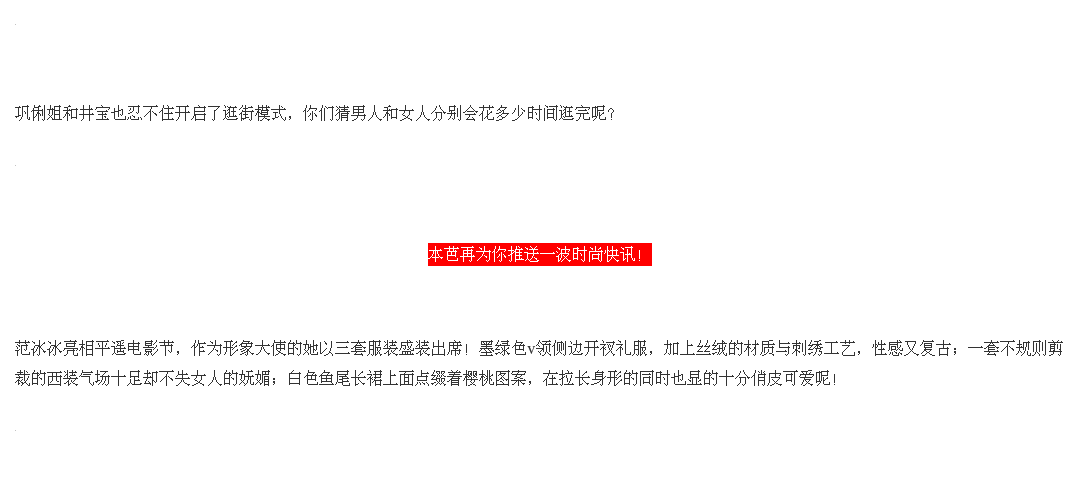 巩俐姐和井宝也忍不住开启了逛街模式，你们猜男人和女人分别会花多少时间逛完呢？
本芭再为你推送一波时尚快讯！
范冰冰亮相平遥电影节，作为形象大使的她以三套服装盛装出席！墨绿色v领侧边开衩礼服，加上丝绒的材质与刺绣工艺，性感又复古；一套不规则剪
裁的西装气场十足却不失女人的妩媚；白色鱼尾长裙上面点缀着樱桃图案，在拉长身形的同时也显的十分俏皮可爱呢！